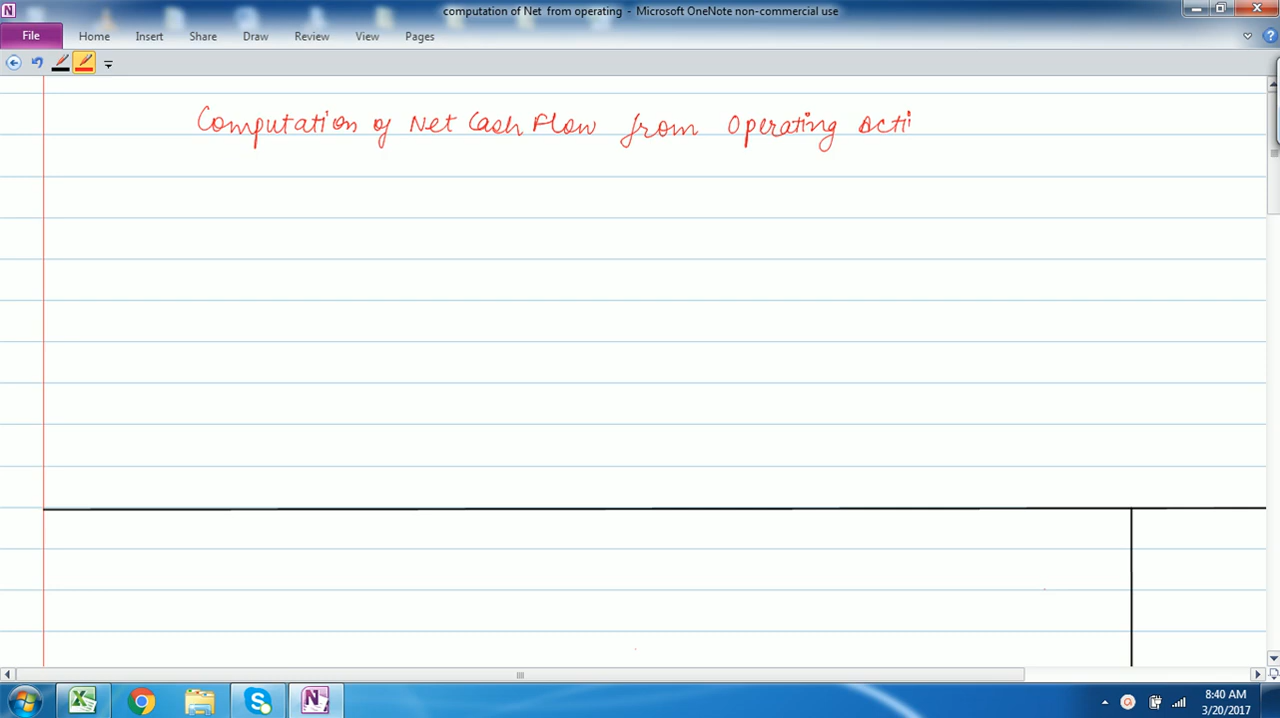 computation of Net from operating - Microsoft OneNote non-commercial use
File Home Insert Share Draw Review View Pages
Computation of Net Cash Flow from Operating Acti
8:40 AM
3/20/2017